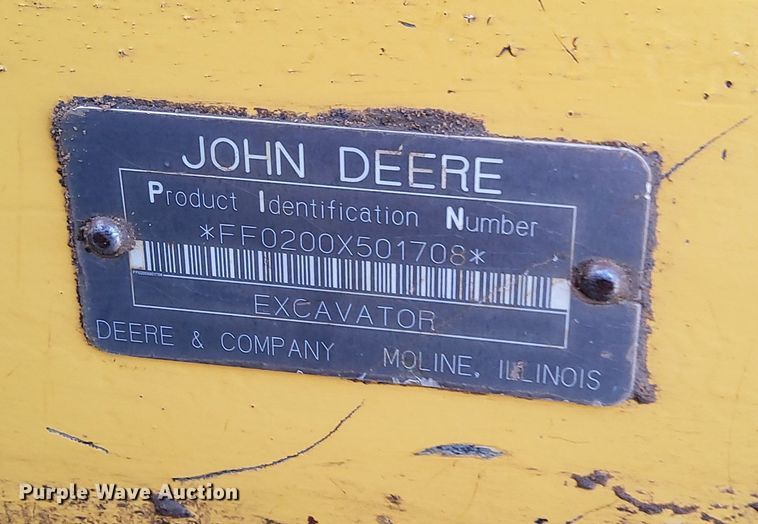 JOHN DEERE
Product Identification Number
*FF0200X501708*
EXCAVATOR
DEERE & COMPANY MOLINE, ILLINOIS
Purple Wave Auction